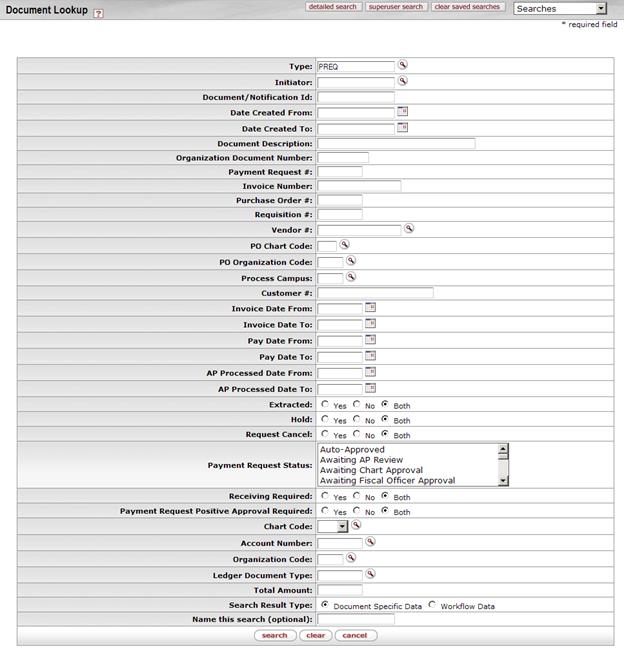 Document Lookup ?
detailed search superuser search clear saved searches Searches
* required field
Type: PREQ
Initiator:
Document/Notification Id:
Date Created From:
Date Created To:
Document Description:
Organization Document Number:
Payment Request #:
Invoice Number:
Purchase Order #:
Requisition #:
Vendor #:
PO Chart Code:
PO Organization Code:
Process Campus:
Customer #:
Invoice Date From:
Invoice Date To:
Pay Date From:
Pay Date To:
AP Processed Date From:
AP Processed Date To:
Extracted: Yes No Both
Hold: Yes No Both
Request Cancel: Yes No Both
Payment Request Status:
Auto-Approved
Awaiting AP Review
Awaiting Chart Approval
Awaiting Fiscal Officer Approval
Receiving Required: Yes No Both
Payment Request Positive Approval Required: Yes No Both
Chart Code:
Account Number:
Organization Code:
Ledger Document Type:
Total Amount:
Search Result Type: Document Specific Data Workflow Data
Name this search (optional):
search clear cancel